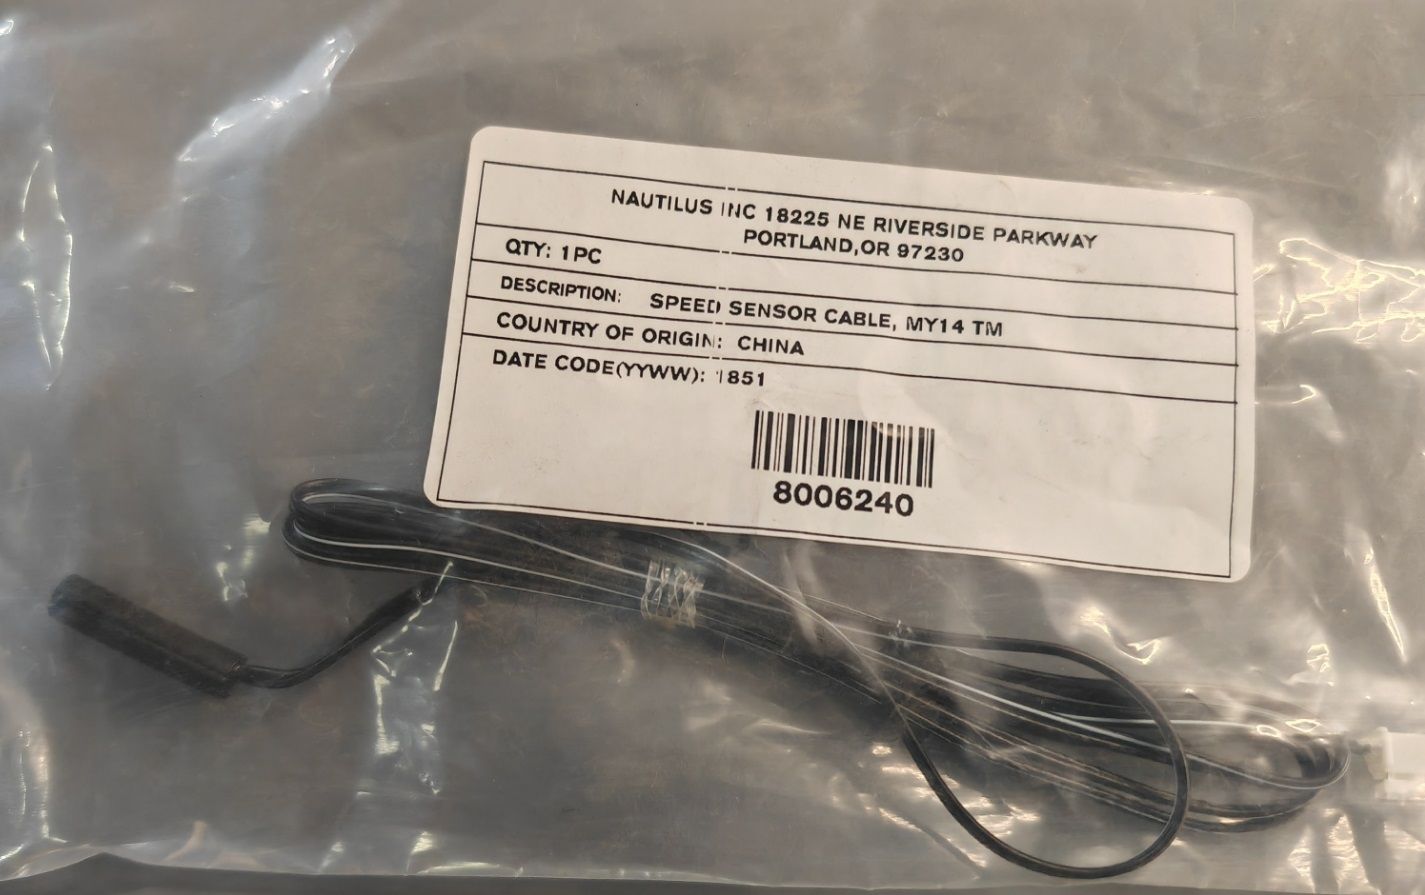 NAUTILUS INC 18225 NE RIVERSIDE PARKWAY
PORTLAND,OR 97230
QTY: 1PC
DESCRIPTION: SPEED SENSOR CABLE, MY14 TM
COUNTRY OF ORIGIN: CHINA
DATE CODE(YYWW): 1851
8006240